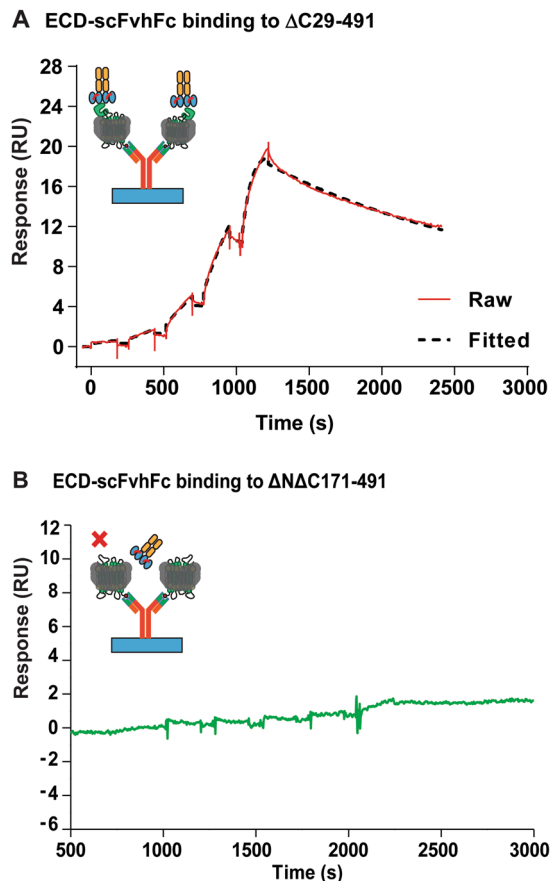 A ECD-scFvhFc binding to ΔC29-491
28
24
20
16
12
8
4
0
Response (RU)
Raw
Fitted
0 500 1000 1500 2000 2500 3000
Time (s)
B ECD-scFvhFc binding to ΔNΔC171-491
12
10
8
6
4
2
0
-2
-4
-6
Response (RU)
500 1000 1500 2000 2500 3000
Time (s)